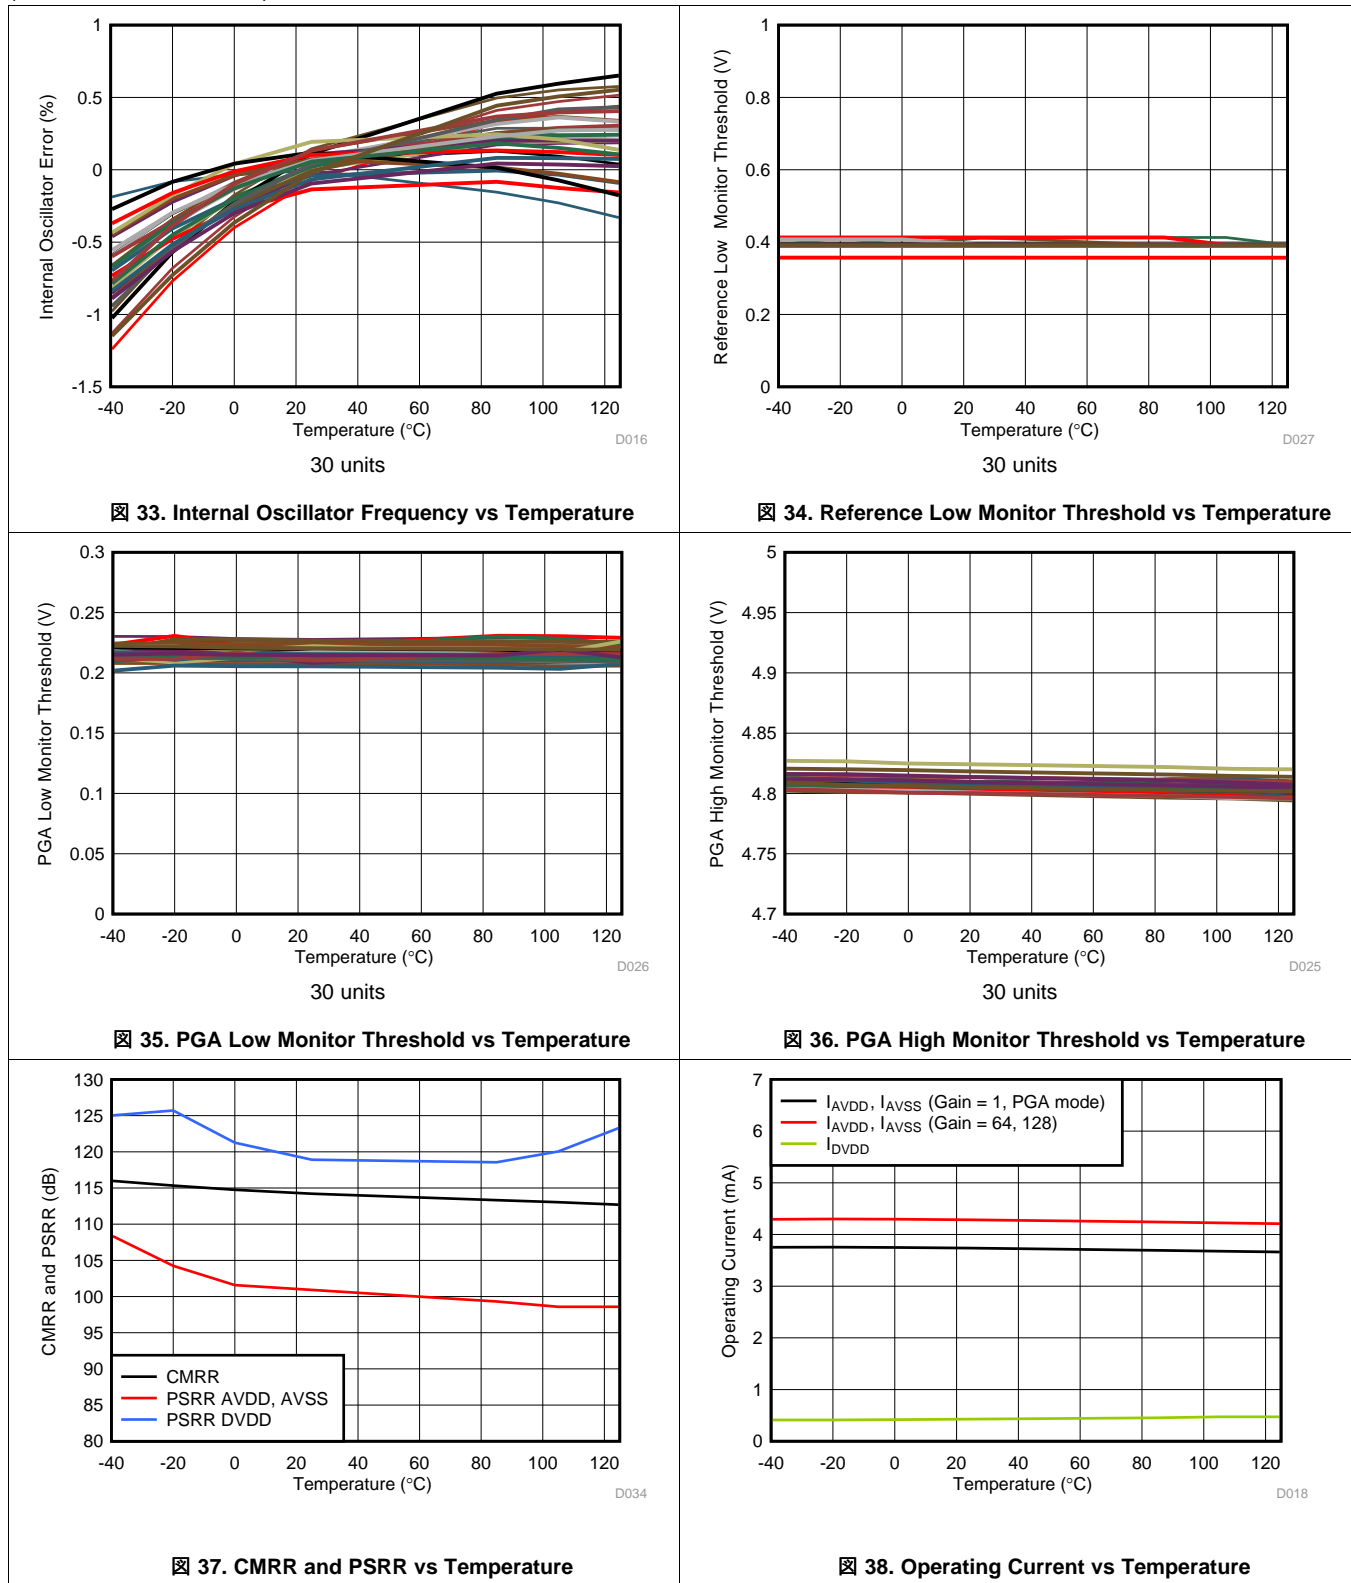 1
0.5
0
-0.5
-1
-1.5
Internal Oscillator Error (%)
-40 -20 0 20 40 60 80 100 120
Temperature (°C)
D016
30 units
図 33. Internal Oscillator Frequency vs Temperature
1
0.8
0.6
0.4
0.2
0
Reference Low Monitor Threshold (V)
-40 -20 0 20 40 60 80 100 120
Temperature (°C)
D027
30 units
図 34. Reference Low Monitor Threshold vs Temperature
0.3
0.25
0.2
0.15
0.1
0.05
0
PGA Low Monitor Threshold (V)
-40 -20 0 20 40 60 80 100 120
Temperature (°C)
D026
30 units
図 35. PGA Low Monitor Threshold vs Temperature
5
4.95
4.9
4.85
4.8
4.75
4.7
PGA High Monitor Threshold (V)
-40 -20 0 20 40 60 80 100 120
Temperature (°C)
D025
30 units
図 36. PGA High Monitor Threshold vs Temperature
130
125
120
115
110
105
100
95
90
85
80
CMRR and PSRR (dB)
CMRR
PSRR AVDD, AVSS
PSRR DVDD
-40 -20 0 20 40 60 80 100 120
Temperature (°C)
D034
図 37. CMRR and PSRR vs Temperature
7
6
5
4
3
2
1
0
Operating Current (mA)
IAVDD, IAVSS (Gain = 1, PGA mode)
IAVDD, IAVSS (Gain = 64, 128)
IDVDD
-40 -20 0 20 40 60 80 100 120
Temperature (°C)
D018
図 38. Operating Current vs Temperature